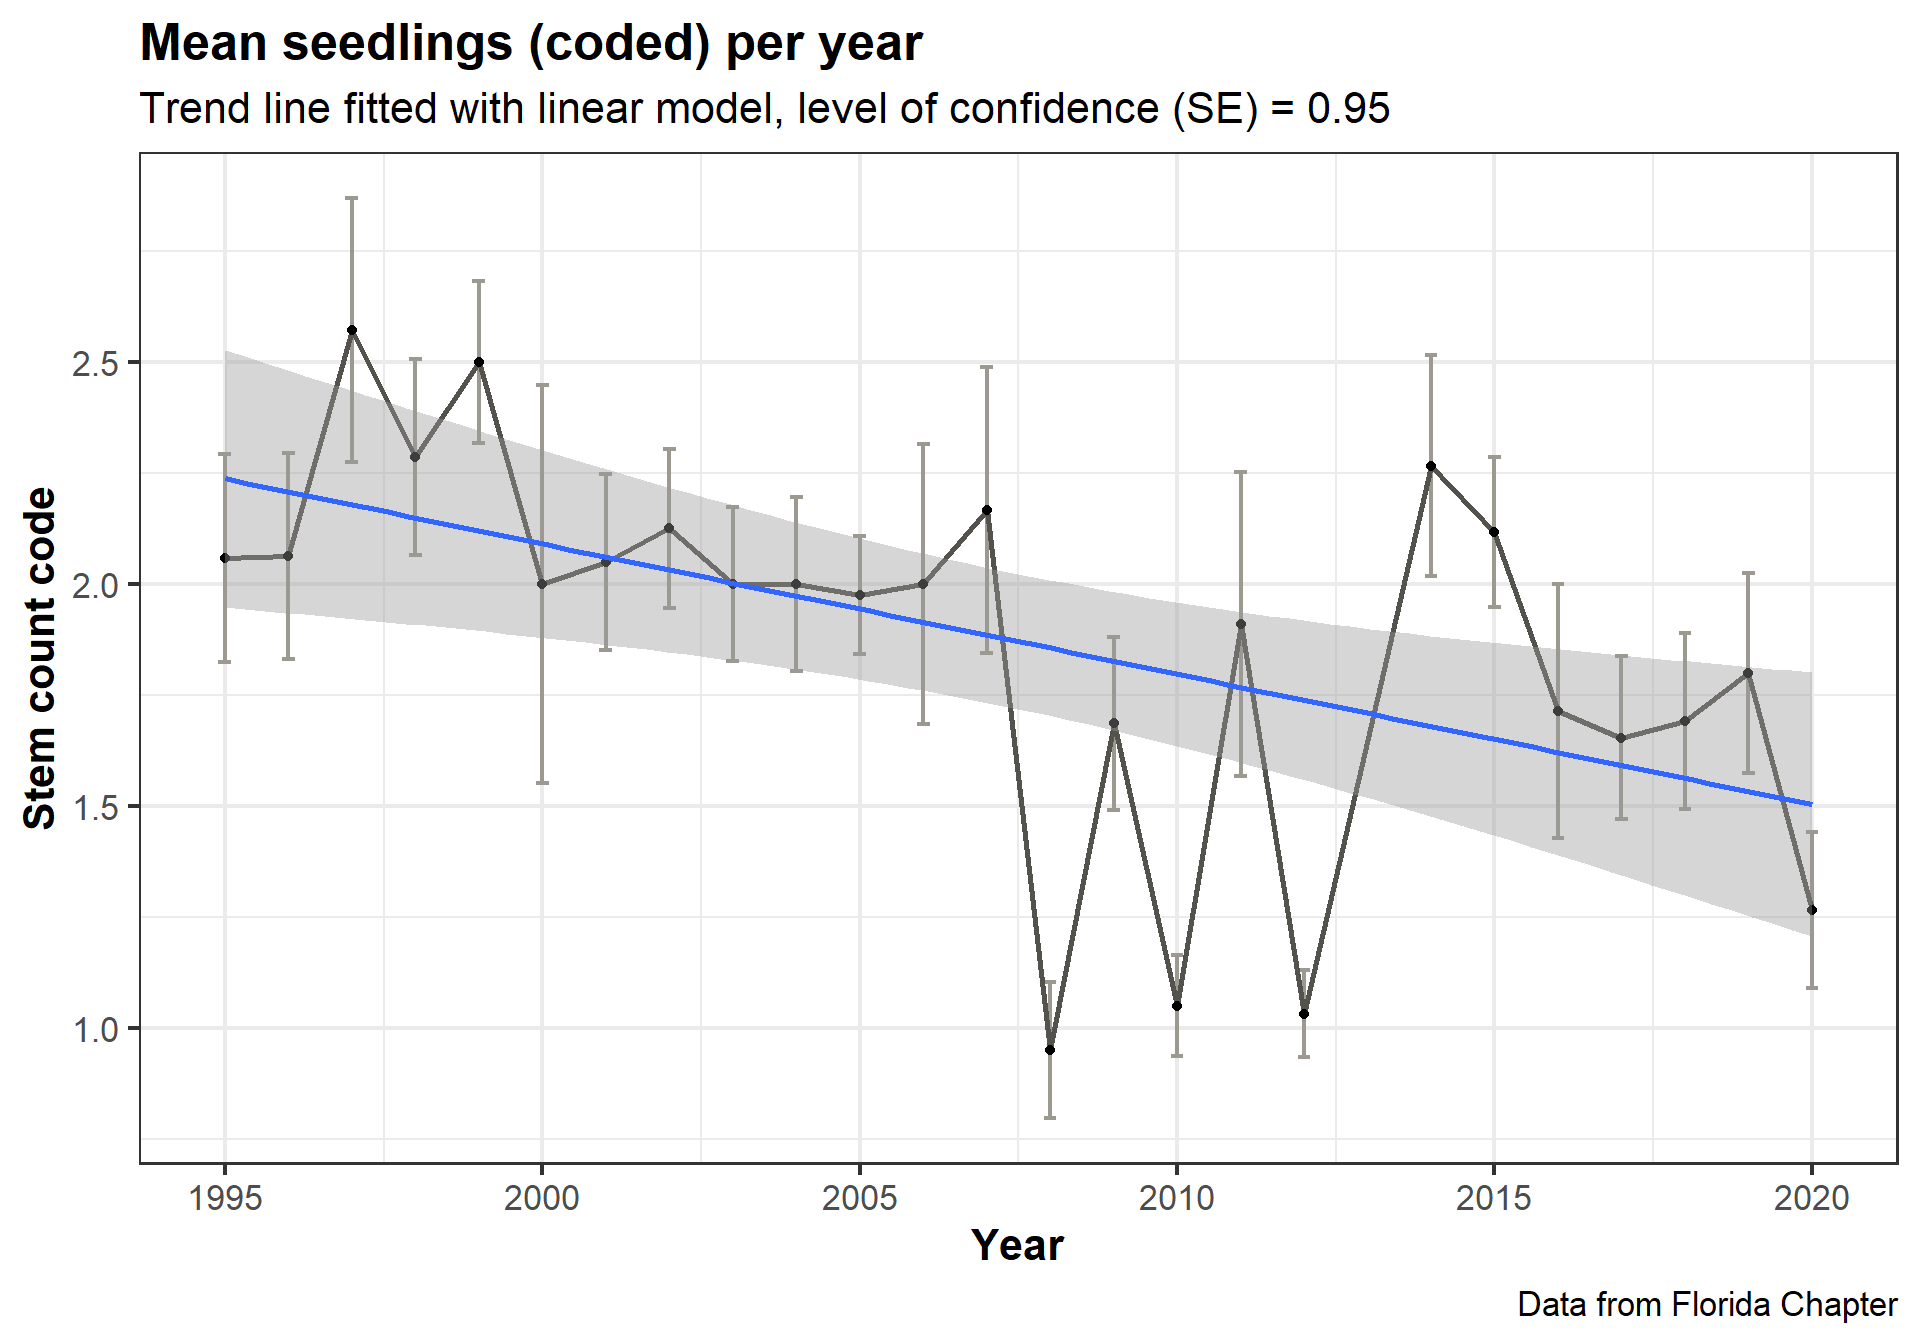 Mean seedlings (coded) per year
Trend line fitted with linear model, level of confidence (SE) = 0.95
Stem count code
2.5
2.0
1.5
1.0
1995 2000 2005 2010 2015 2020
Year
Data from Florida Chapter